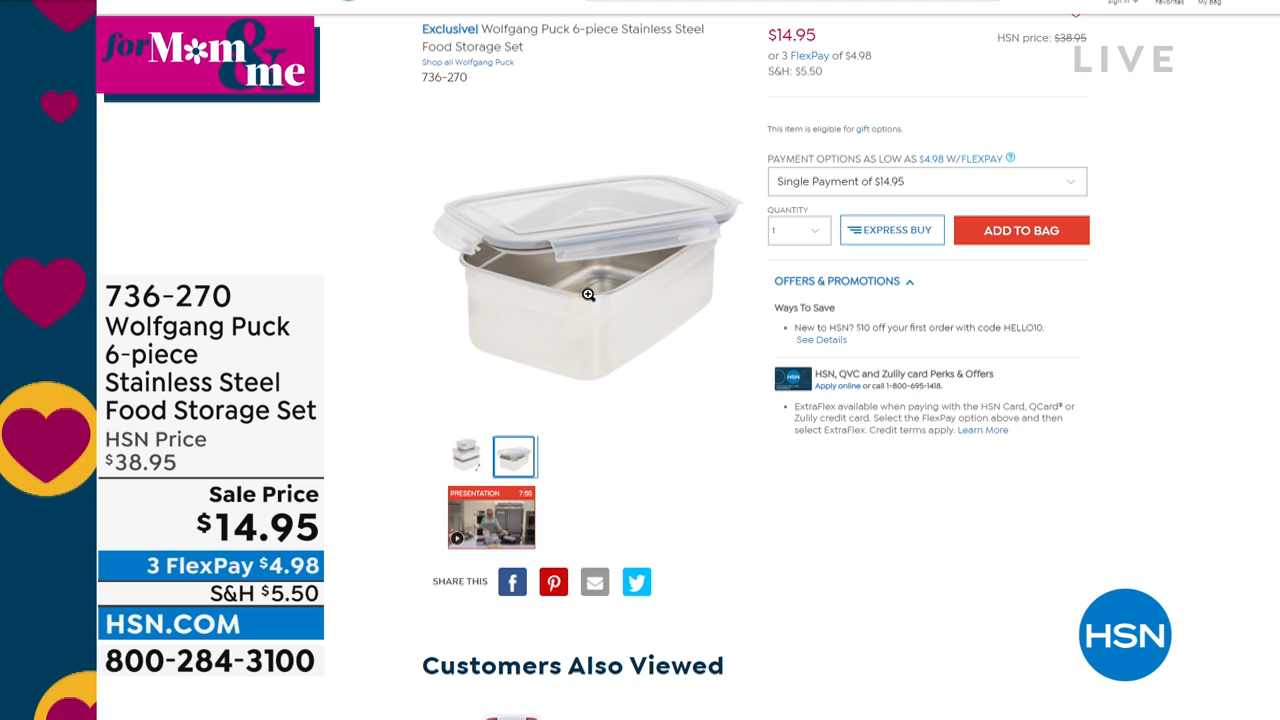 Sign In
Favorites
My Bag
for Mom
& me
Exclusive! Wolfgang Puck 6-piece Stainless Steel
Food Storage Set
Shop all Wolfgang Puck
736-270
$14.95
HSN price: $38.95
or 3 FlexPay of $4.98
S&H: $5.50
LIVE
This item is eligible for gift options.
PAYMENT OPTIONS AS LOW AS $4.98 W/FLEXPAY ?
Single Payment of $14.95
QUANTITY
1
EXPRESS BUY
ADD TO BAG
OFFERS & PROMOTIONS
Ways To Save
• New to HSN? $10 off your first order with code HELLO10.
See Details
HSN
HSN, QVC and Zulily card Perks & Offers
Apply online or call 1-800-695-1418.
• ExtraFlex available when paying with the HSN Card, QCard® or
Zulily credit card. Select the FlexPay option above and then
select ExtraFlex. Credit terms apply. Learn More
736-270
Wolfgang Puck
6-piece
Stainless Steel
Food Storage Set
HSN Price
$38.95
Sale Price
$14.95
3 FlexPay $4.98
S&H $5.50
HSN.COM
800-284-3100
PRESENTATION 7:55
SHARE THIS
Customers Also Viewed
HSN